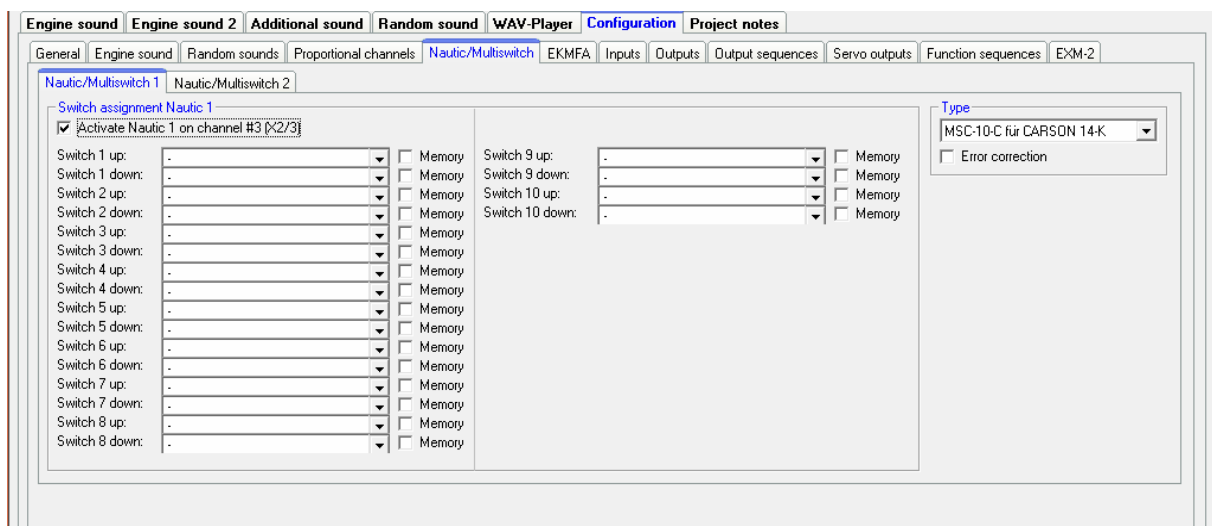 Engine sound Engine sound 2 Additional sound Random sound WAV-Player Configuration Project notes
General Engine sound Random sounds Proportional channels Nautic/Multiswitch EKMFA Inputs Outputs Output sequences Servo outputs Function sequences EXM-2
Nautic/Multiswitch 1 Nautic/Multiswitch 2
Switch assignment Nautic 1
Activate Nautic 1 on channel #3 (X2/3)
Switch 1 up: - Memory
Switch 1 down: - Memory
Switch 2 up: - Memory
Switch 2 down: - Memory
Switch 3 up: - Memory
Switch 3 down: - Memory
Switch 4 up: - Memory
Switch 4 down: - Memory
Switch 5 up: - Memory
Switch 5 down: - Memory
Switch 6 up: - Memory
Switch 6 down: - Memory
Switch 7 up: - Memory
Switch 7 down: - Memory
Switch 8 up: - Memory
Switch 8 down: - Memory
Switch 9 up: - Memory
Switch 9 down: - Memory
Switch 10 up: - Memory
Switch 10 down: - Memory
Type
MSC-10-C für CARSON 14-K
Error correction